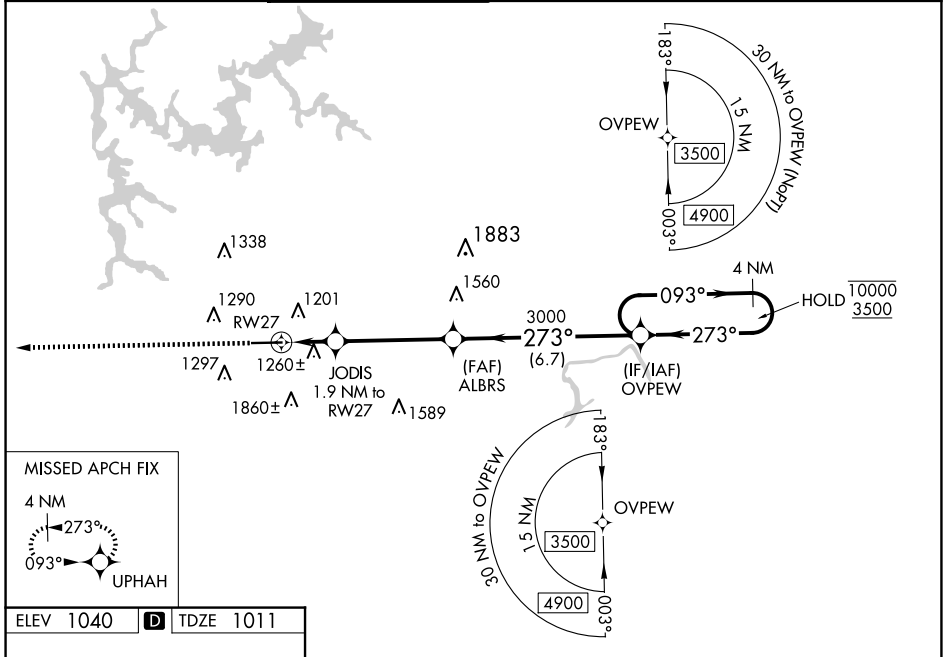 183°
30 NM to OVPEW (NoPT)
15 NM
OVPEW
3500
4900
003°
1338
1883
1560
4 NM
1290
1201
RW27
093°
HOLD
10000
3500
3000
273°
(6.7)
273°
1297
1260±
JODIS
1.9 NM to
RW27
(FAF)
ALBRS
(IF/IAF)
OVPEW
1860±
1589
183°
30 NM to OVPEW
15 NM
OVPEW
3500
4900
003°
MISSED APCH FIX
4 NM
273°
093°
UPHAH
ELEV 1040 D TDZE 1011